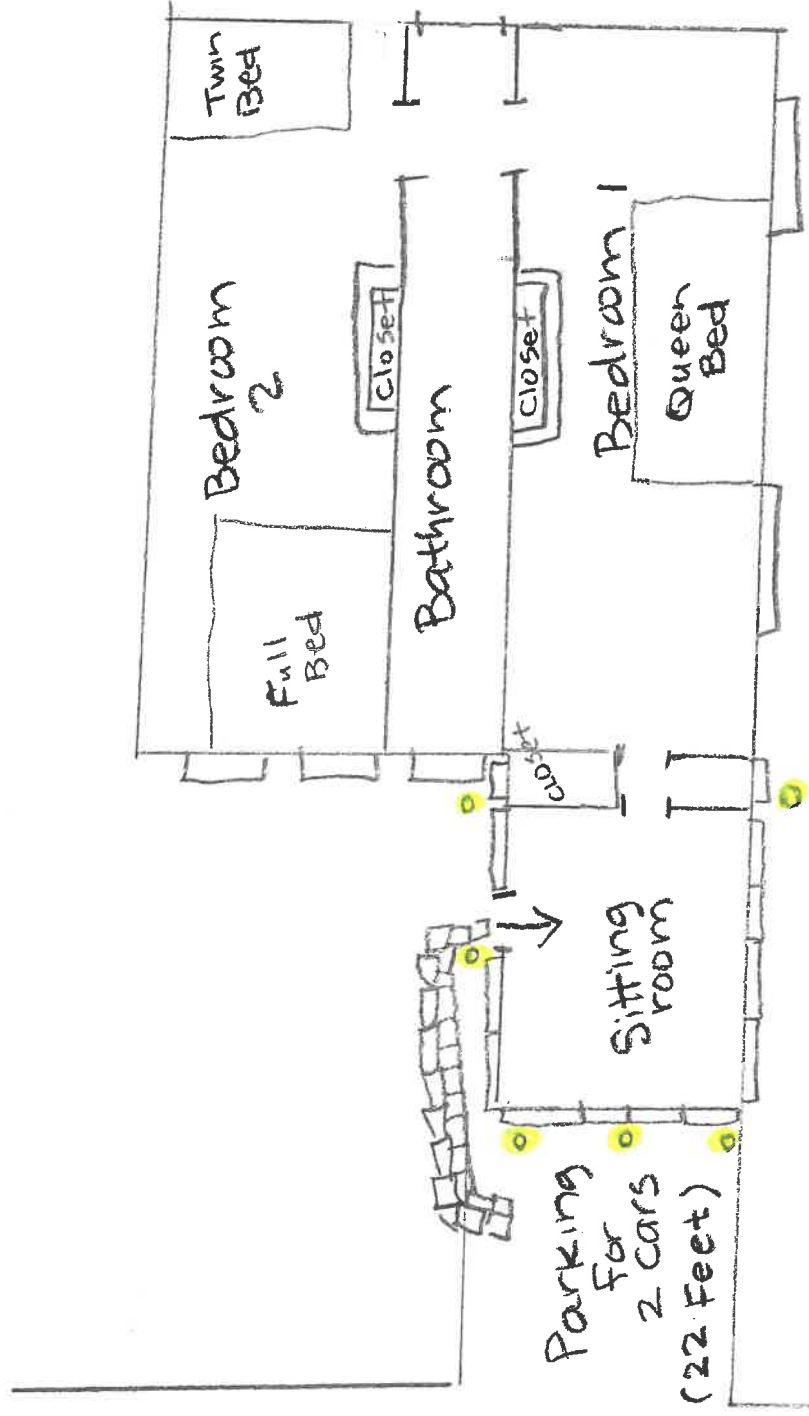 Twin
Bed
Bedroom
2
Full
Bed
Closet
Bathroom
Closet
Closet
Bedroom 1
Queen
Bed
Sitting
room
Parking
For
2 Cars
(22 Feet)